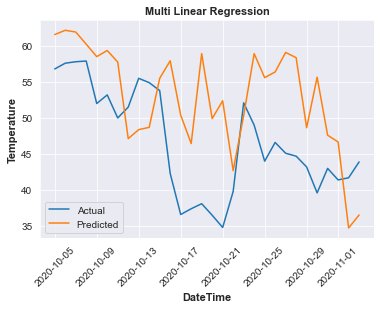 Multi Linear Regression
Temperature
60
55
50
45
40
35
Actual
Predicted
2020-10-05
2020-10-09
2020-10-13
2020-10-17
2020-10-21
2020-10-25
2020-10-29
2020-11-01
DateTime